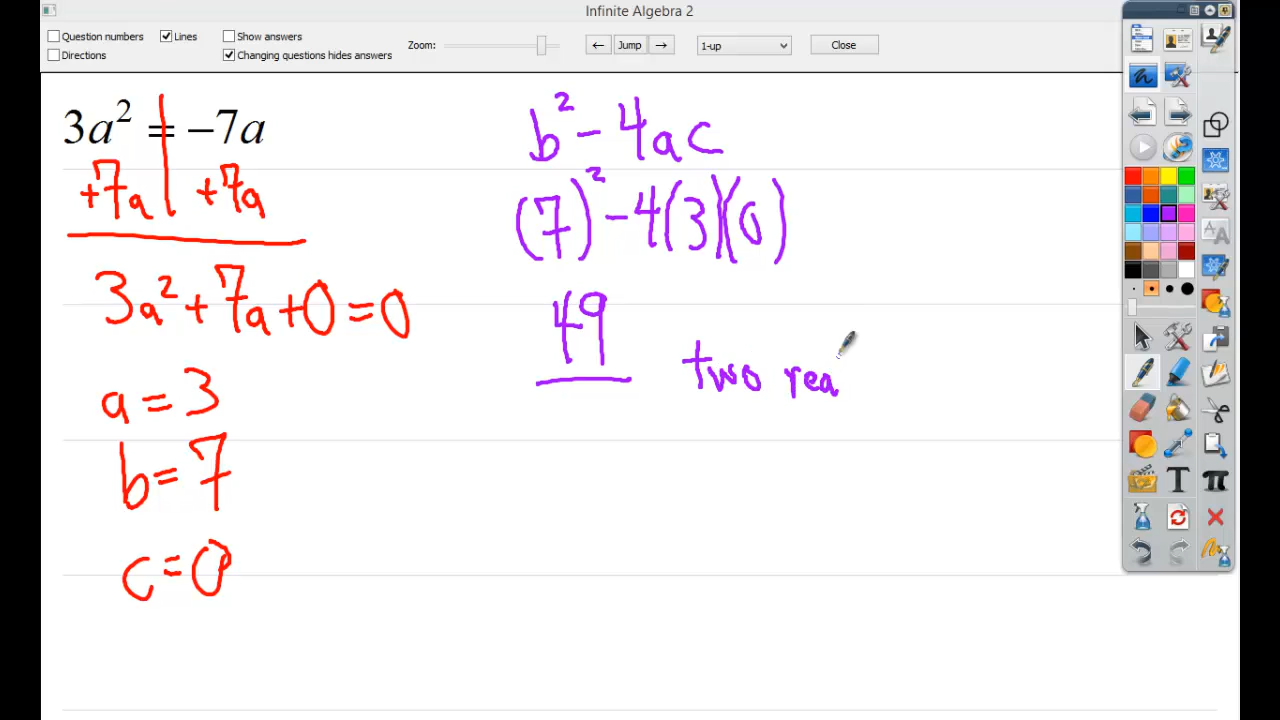 Infinite Algebra 2
Question numbers
Lines
Show answers
Directions
Changing questions hides answers
Zoom:
← Jump →
1-up
Close
3a² = −7a
+7a +7a
3a² + 7a + 0 = 0
a = 3
b = 7
c = 0
b² − 4ac
(7)² − 4(3)(0)
49
two rea